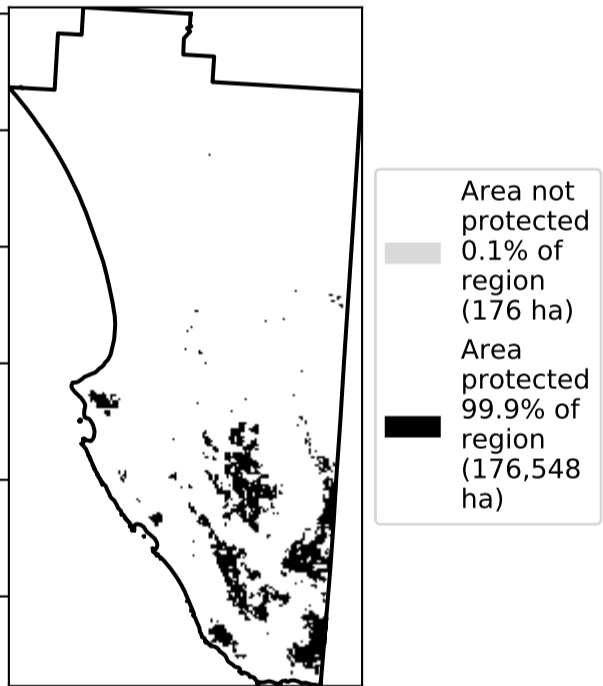 Area not
protected
0.1% of
region
(176 ha)
Area
protected
99.9% of
region
(176,548
ha)